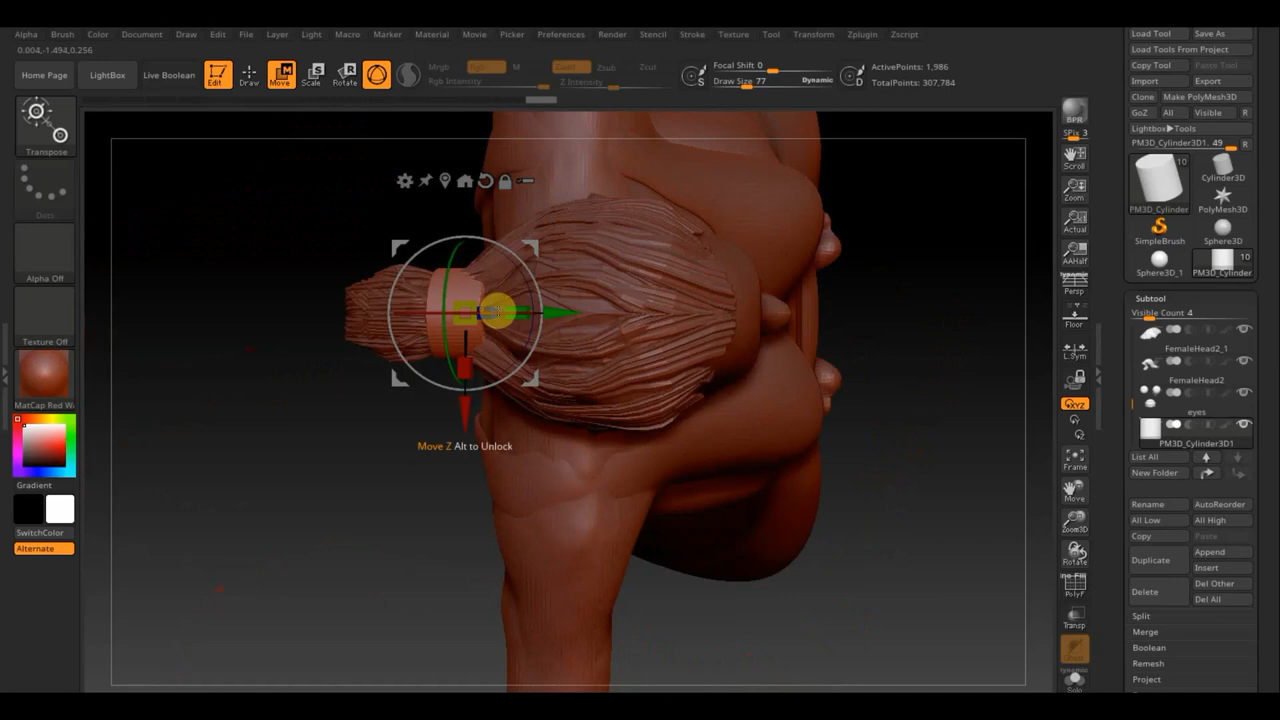 Alpha Brush Color Document Draw Edit File Layer Light Macro Marker Material Movie Picker Preferences Render Stencil Stroke Texture Tool Transform Zplugin Zscript
0.004,-1.494,0.256
Home Page LightBox Live Boolean Edit Draw Move Scale Rotate
Mrgb Rgb M Zadd Zsub Zcut
Rgb Intensity Z Intensity
Focal Shift 0
Draw Size 77 Dynamic
ActivePoints: 1,986
TotalPoints: 307,784
S
D
Transpose
Dots
Alpha Off
Texture Off
MatCap Red W
Gradient
SwitchColor
Alternate
Move Z Alt to Unlock
BPR
SPix 3
Scroll
Zoom
Actual
AAHalf
dynamic
Persp
Floor
L.Sym
XYZ
Y
Z
Frame
Move
Zoom3D
Rotate
PolyF
Transp
Ghost
dynamic
Solo
Load Tool Save As
Load Tools From Project
Copy Tool Paste Tool
Import Export
Clone Make PolyMesh3D
GoZ All Visible R
Lightbox▶Tools
PM3D_Cylinder3D1. 49 R
10
PM3D_Cylinder
Cylinder3D
PolyMesh3D
SimpleBrush
Sphere3D
Sphere3D_1
10
PM3D_Cylinder
Subtool
Visible Count 4
FemaleHead2_1
FemaleHead2
eyes
PM3D_Cylinder3D1
List All
New Folder
Rename AutoReorder
All Low All High
Copy Paste
Duplicate Append
Insert
Delete Del Other
Del All
Split
Merge
Boolean
Remesh
Project